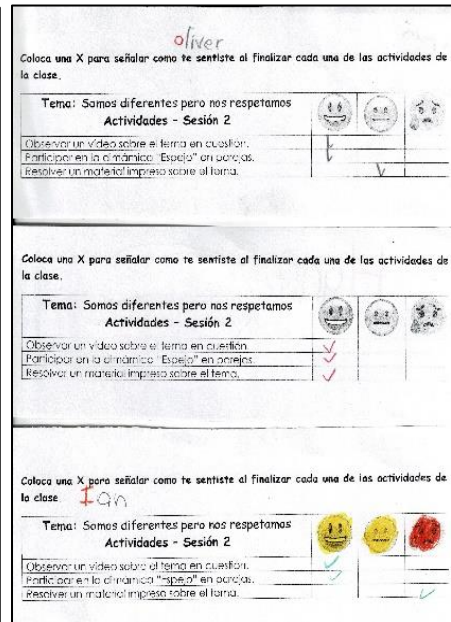 oliver
Coloca una X para señalar como te sentiste al finalizar cada una de las actividades de
la clase.
Tema: Somos diferentes pero nos respetamos
Actividades - Sesión 2
Observar un vídeo sobre el tema en cuestión.
Participar en la dinámica "Espejo" en parejas.
Resolver un material impreso sobre el tema.
Coloca una X para señalar como te sentiste al finalizar cada una de las actividades de
la clase.
Tema: Somos diferentes pero nos respetamos
Actividades - Sesión 2
Observar un vídeo sobre el tema en cuestión.
Participar en la dinámica "Espejo" en parejas.
Resolver un material impreso sobre el tema.
Coloca una X para señalar como te sentiste al finalizar cada una de las actividades de
la clase. Ian
Tema: Somos diferentes pero nos respetamos
Actividades - Sesión 2
Observar un vídeo sobre el tema en cuestión.
Participar en la dinámica "Espejo" en parejas.
Resolver un material impreso sobre el tema.